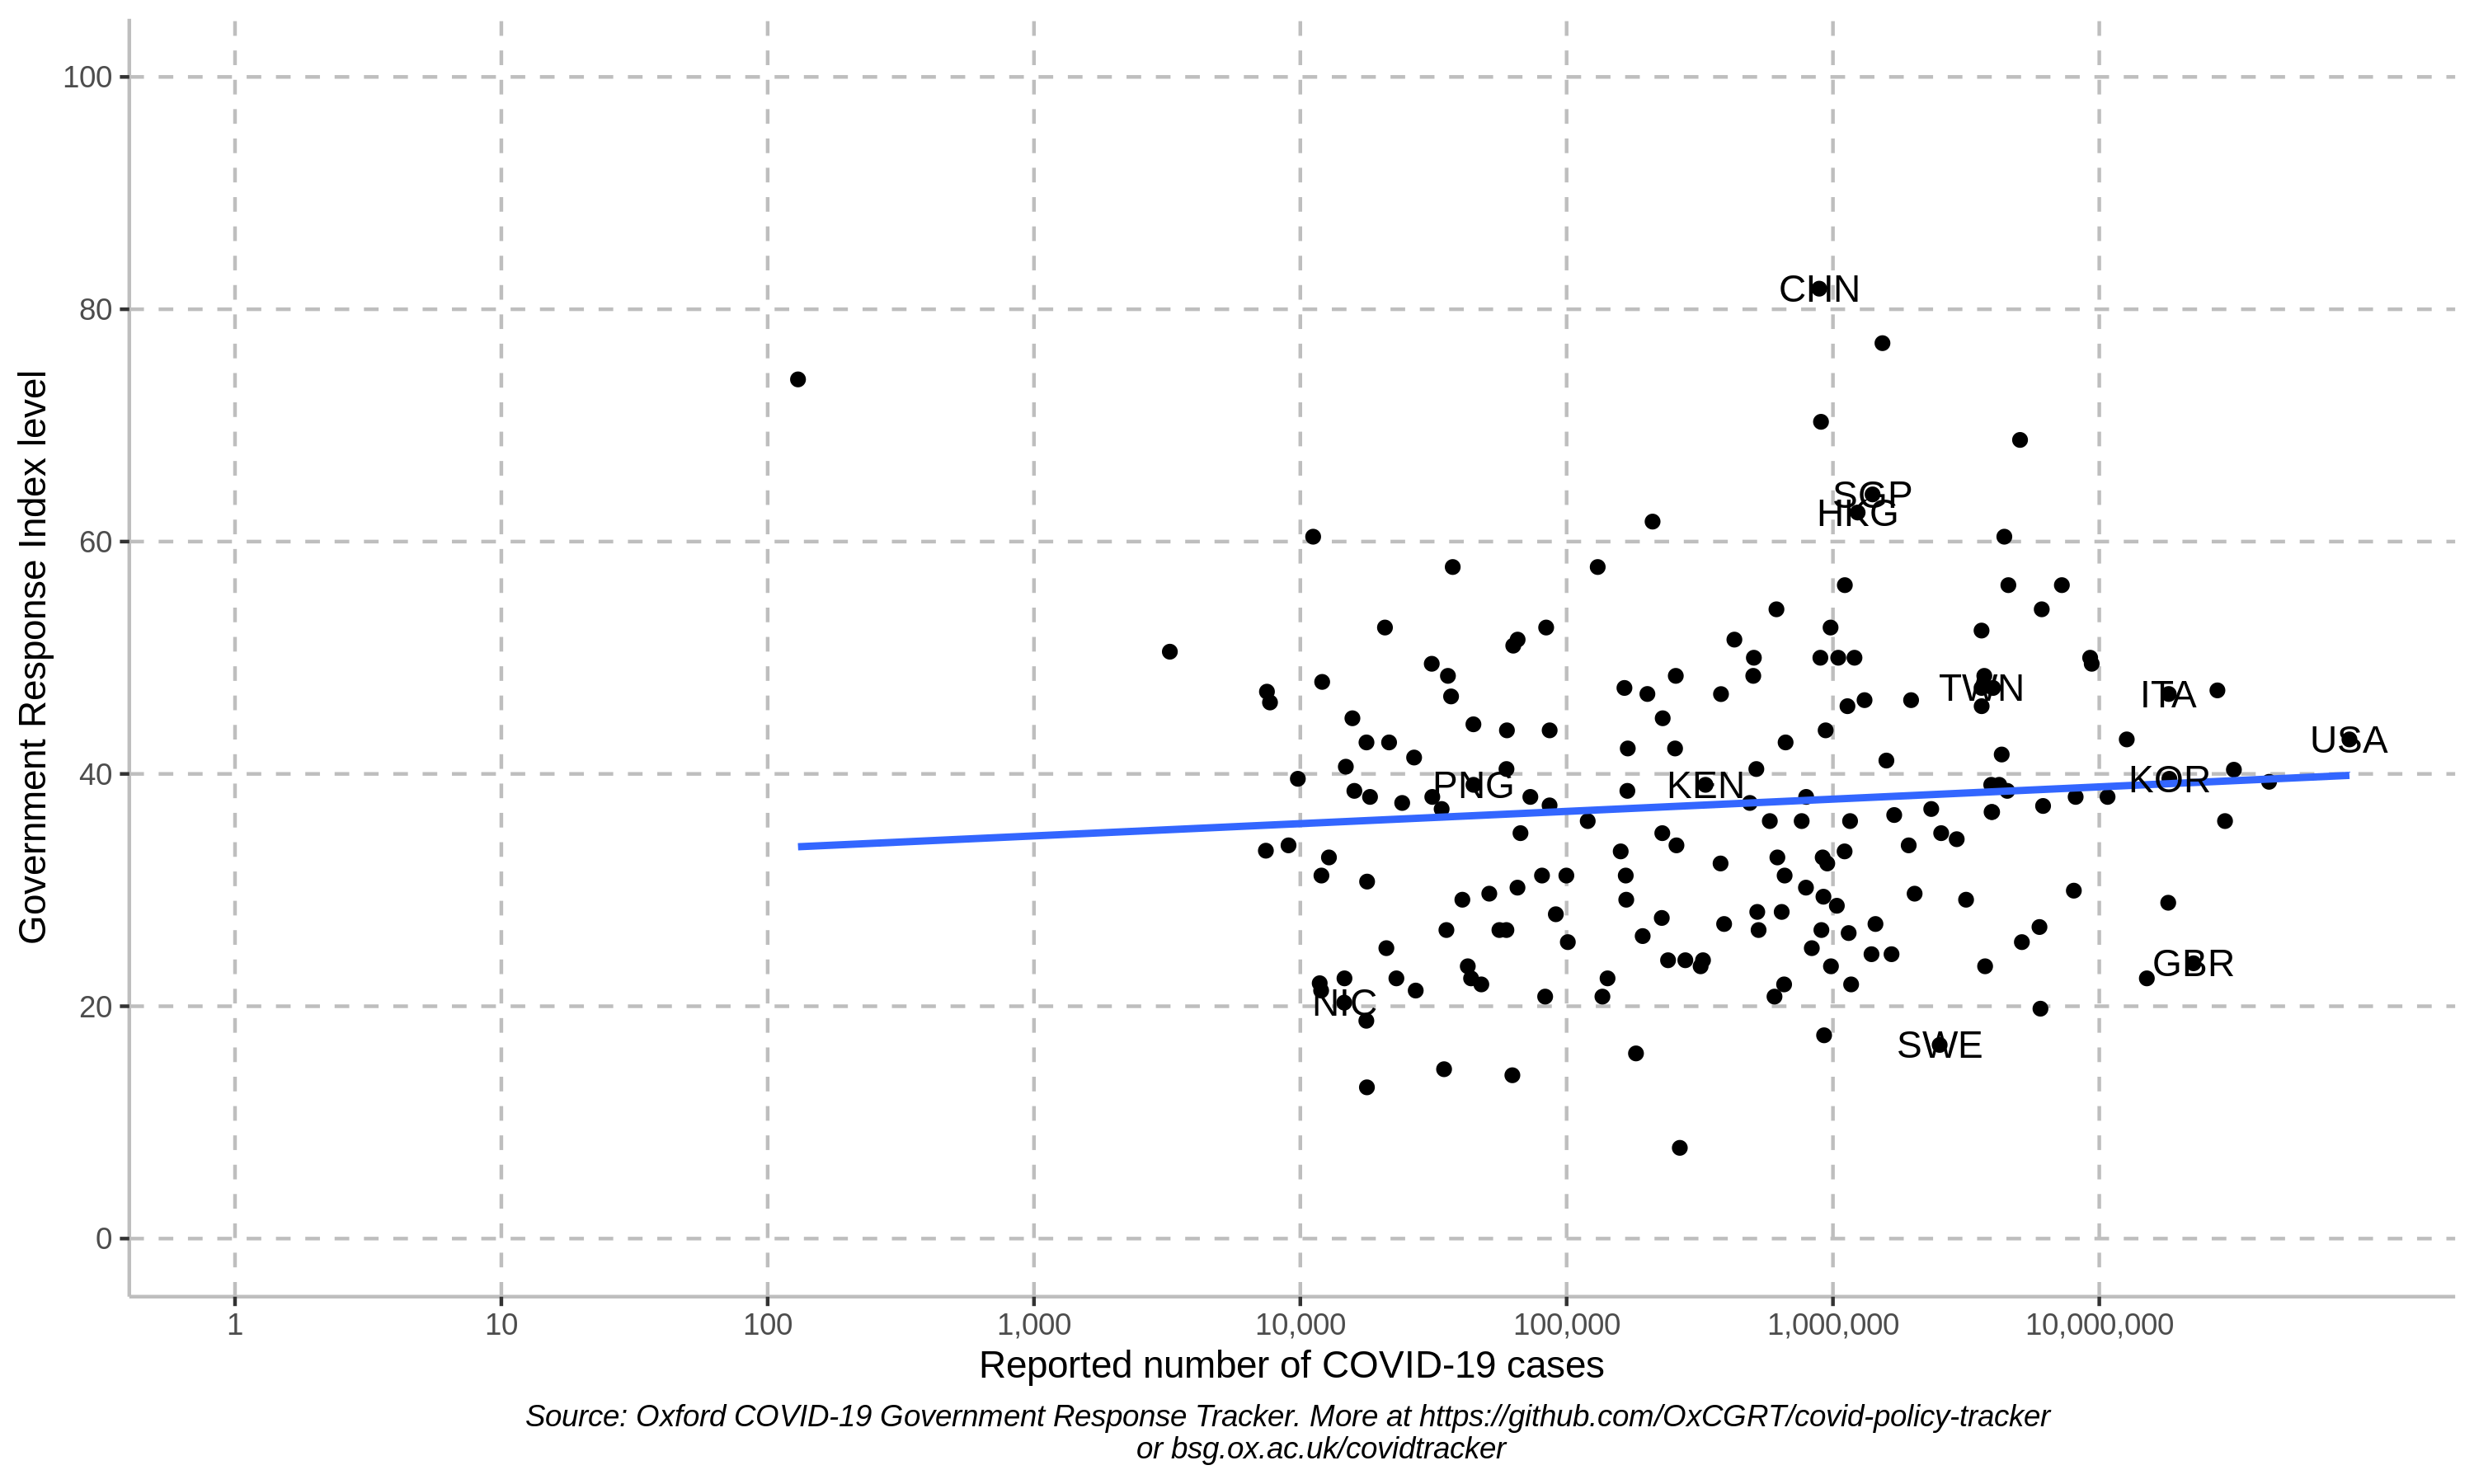 Government Response Index level
100
80
60
40
20
0
CHN
SGP
HKG
TWN
ITA
USA
KOR
PNG
KEN
GBR
NIC
SWE
1
10
100
1,000
10,000
100,000
1,000,000
10,000,000
Reported number of COVID-19 cases
Source: Oxford COVID-19 Government Response Tracker. More at https://github.com/OxCGRT/covid-policy-tracker
or bsg.ox.ac.uk/covidtracker